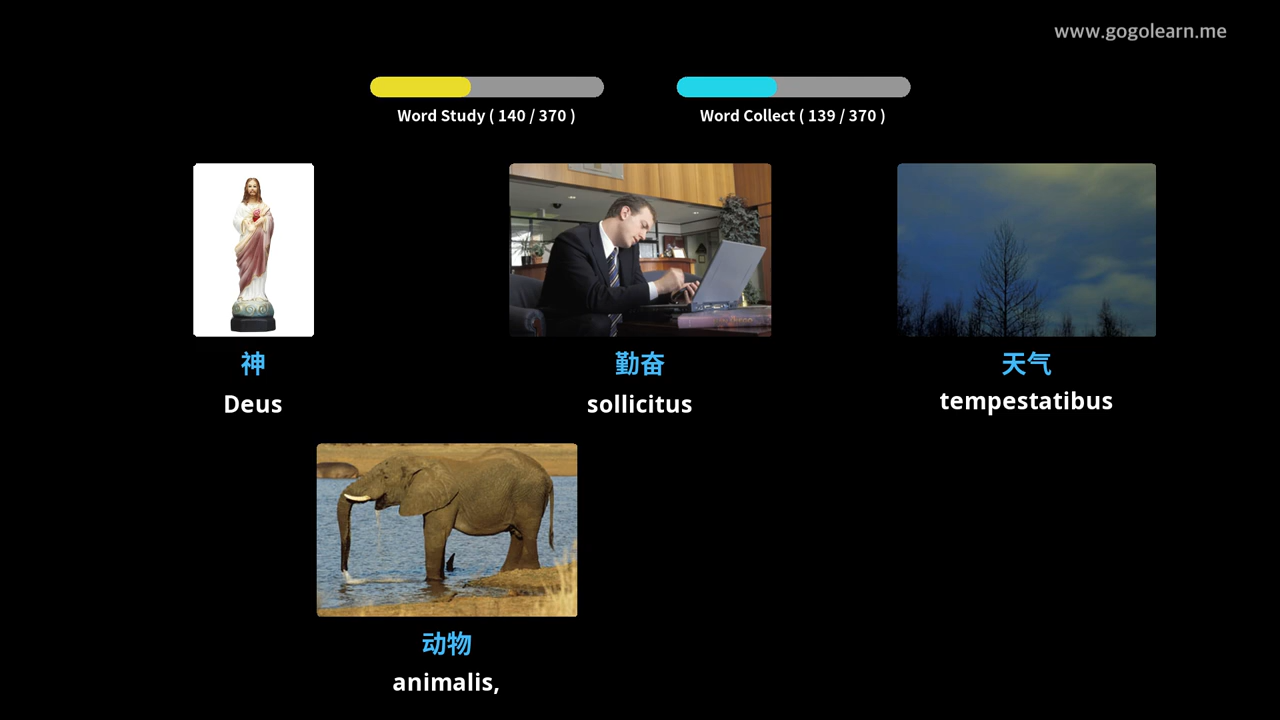 www.gogolearn.me
Word Study ( 140 / 370 )
Word Collect ( 139 / 370 )
神
勤奋
天气
Deus
sollicitus
tempestatibus
动物
animalis,